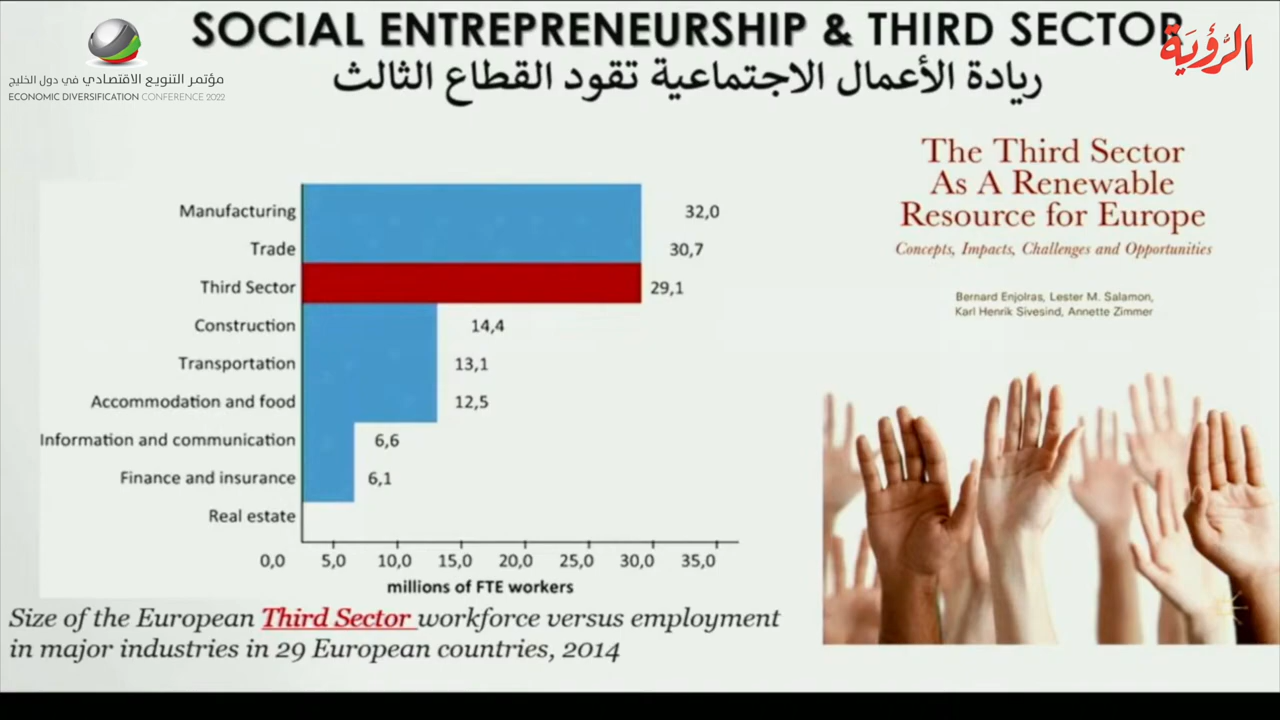 SOCIAL ENTREPRENEURSHIP & THIRD SECTOR
الرؤية
ريادة الأعمال الاجتماعية تقود القطاع الثالث
مؤتمر التنويع الاقتصادي في دول الخليج
ECONOMIC DIVERSIFICATION CONFERENCE 2022
The Third Sector
As A Renewable
Resource for Europe
Concepts, Impacts, Challenges and Opportunities
Bernard Enjolras, Lester M. Salamon,
Karl Henrik Sivesind, Annette Zimmer
Manufacturing 32,0
Trade 30,7
Third Sector 29,1
Construction 14,4
Transportation 13,1
Accommodation and food 12,5
Information and communication 6,6
Finance and insurance 6,1
Real estate
0,0 5,0 10,0 15,0 20,0 25,0 30,0 35,0
millions of FTE workers
Size of the European Third Sector workforce versus employment
in major industries in 29 European countries, 2014